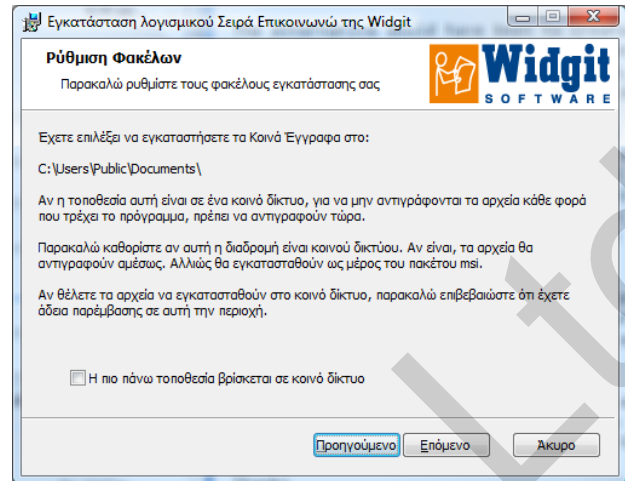 Εγκατάσταση λογισμικού Σειρά Επικοινωνώ της Widgit
Ρύθμιση Φακέλων
Παρακαλώ ρυθμίστε τους φακέλους εγκατάστασης σας
Widgit
SOFTWARE
Έχετε επιλέξει να εγκαταστήσετε τα Κοινά Έγγραφα στο:
C:\Users\Public\Documents\
Αν η τοποθεσία αυτή είναι σε ένα κοινό δίκτυο, για να μην αντιγράφονται τα αρχεία κάθε φορά
που τρέχει το πρόγραμμα, πρέπει να αντιγραφούν τώρα.
Παρακαλώ καθορίστε αν αυτή η διαδρομή είναι κοινού δικτύου. Αν είναι, τα αρχεία θα
αντιγραφούν αμέσως. Αλλιώς θα εγκατασταθούν ως μέρος του πακέτου msi.
Αν θέλετε τα αρχεία να εγκατασταθούν στο κοινό δίκτυο, παρακαλώ επιβεβαιώστε ότι έχετε
άδεια παρέμβασης σε αυτή την περιοχή.
Η πιο πάνω τοποθεσία βρίσκεται σε κοινό δίκτυο
Προηγούμενο Επόμενο Άκυρο
Ltd